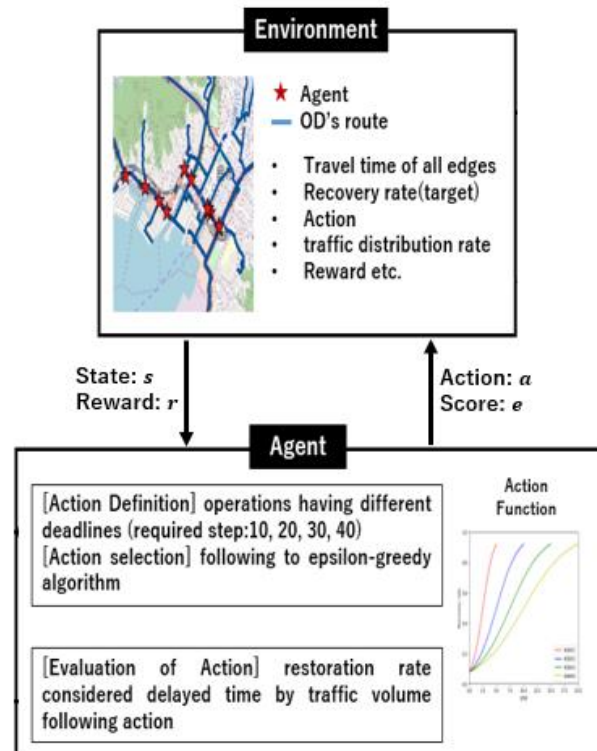 Environment
Agent
OD's route
• Travel time of all edges
• Recovery rate(target)
• Action
• traffic distribution rate
• Reward etc.
State: s
Reward: r
Action: a
Score: e
Agent
[Action Definition] operations having different
deadlines (required step:10, 20, 30, 40)
[Action selection] following to epsilon-greedy
algorithm
[Evaluation of Action] restoration rate
considered delayed time by traffic volume
following action
Action
Function